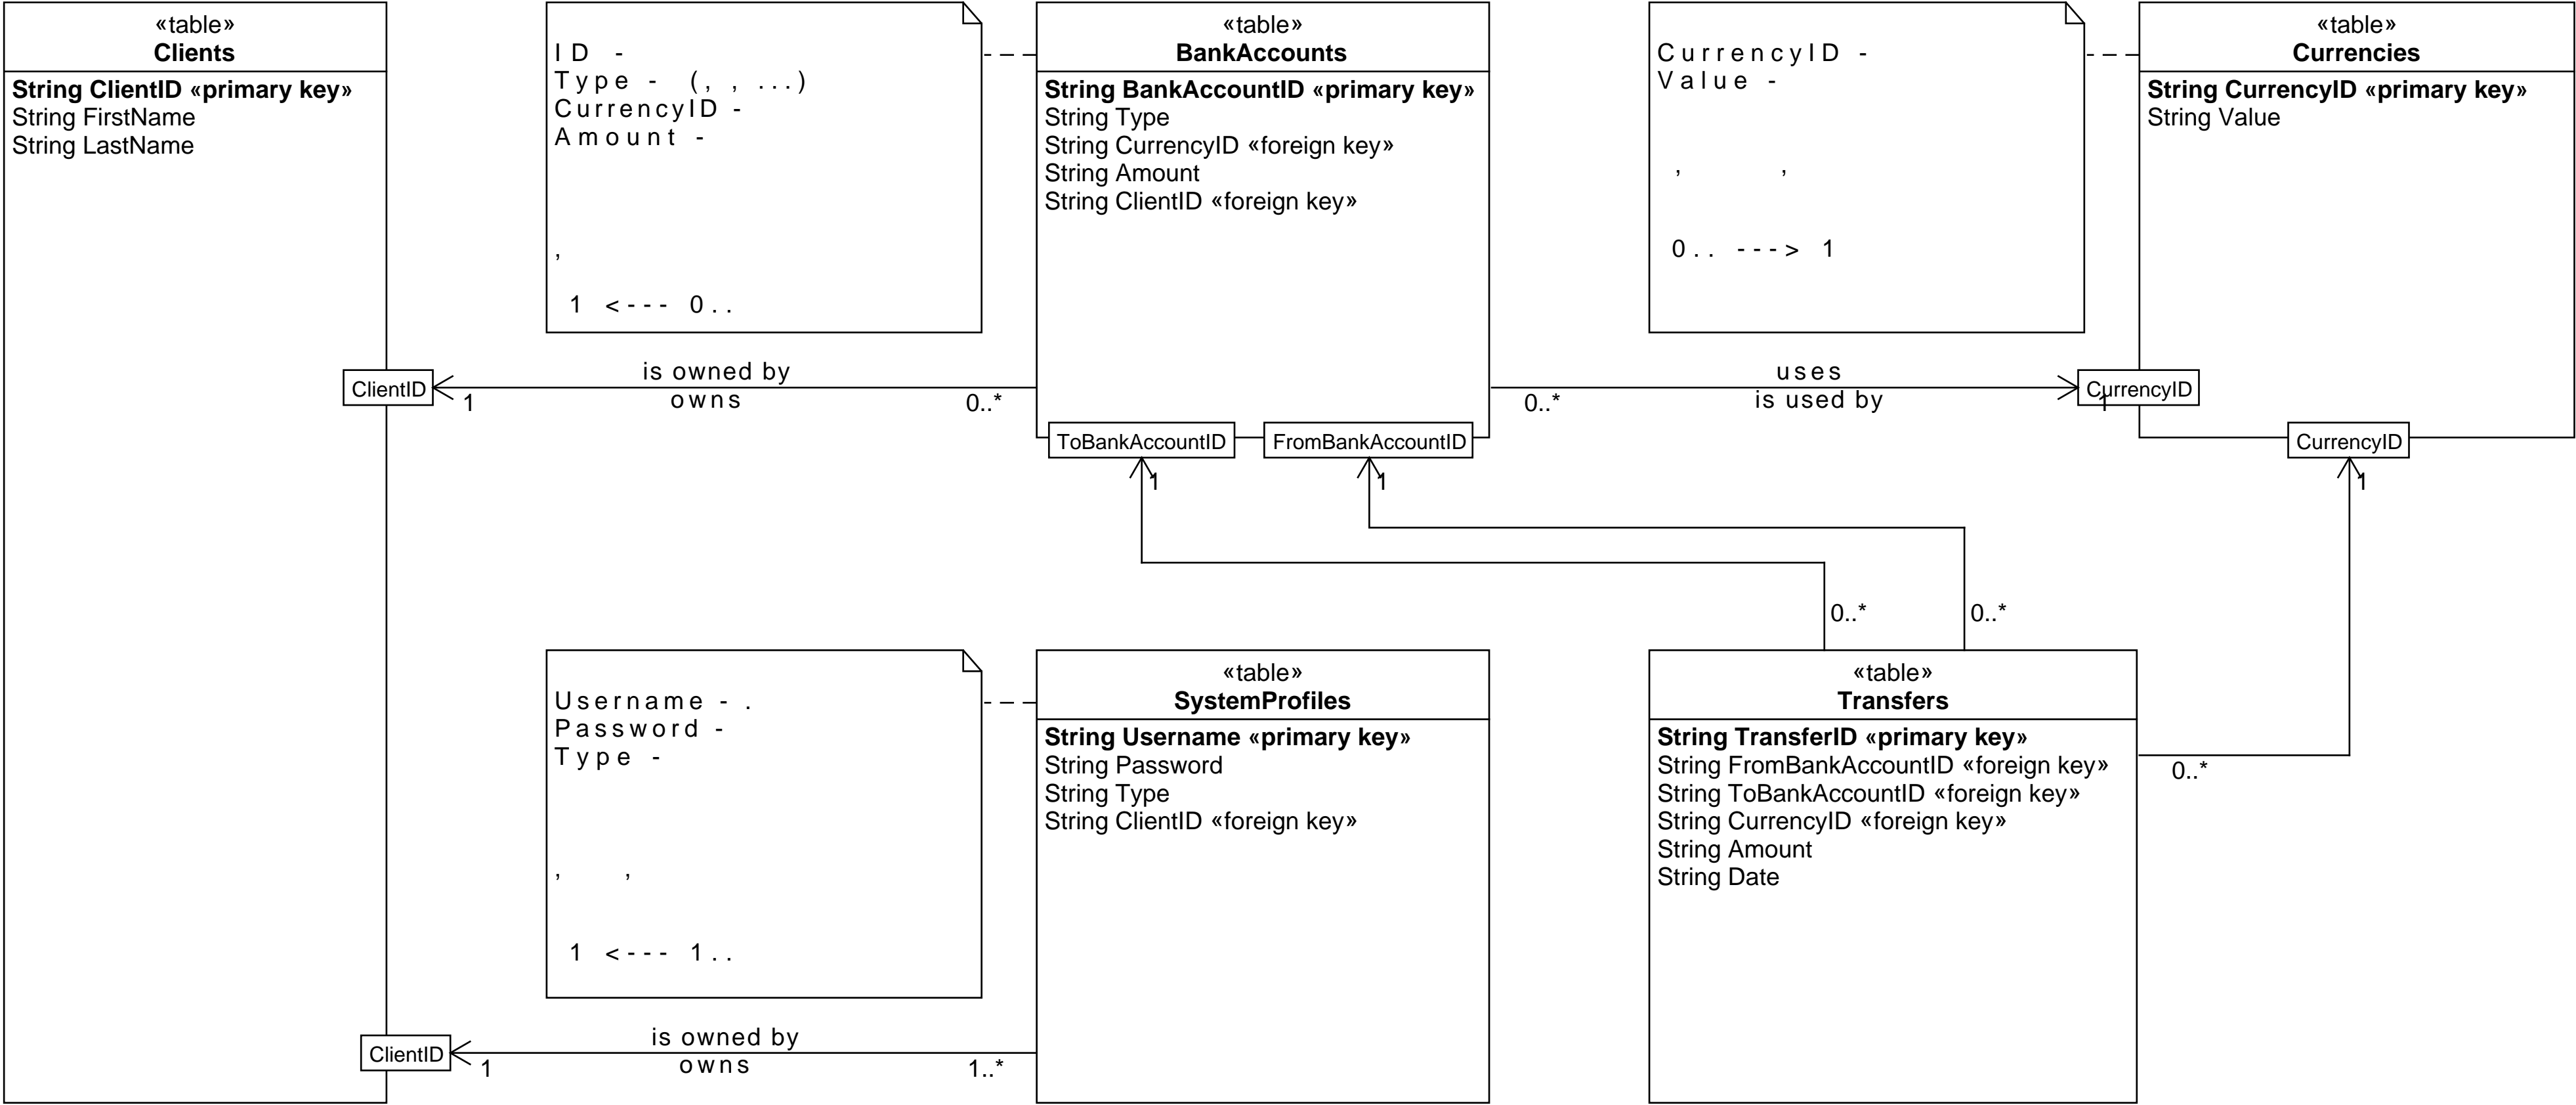 «table»
Clients
String ClientID «primary key»
String FirstName
String LastName
ID -
Type - (, , ...)
CurrencyID -
Amount -
,
1 <--- 0..
«table»
BankAccounts
String BankAccountID «primary key»
String Type
String CurrencyID «foreign key»
String Amount
String ClientID «foreign key»
CurrencyID -
Value -
, ,
0.. ---> 1
«table»
Currencies
String CurrencyID «primary key»
String Value
ClientID
1
is owned by
owns
0..*
0..*
uses
is used by
CurrencyID
1
ToBankAccountID
FromBankAccountID
CurrencyID
1
1
1
0..*
0..*
Username - .
Password -
Type -
, ,
1 <--- 1..
«table»
SystemProfiles
String Username «primary key»
String Password
String Type
String ClientID «foreign key»
«table»
Transfers
String TransferID «primary key»
String FromBankAccountID «foreign key»
String ToBankAccountID «foreign key»
String CurrencyID «foreign key»
String Amount
String Date
0..*
ClientID
1
is owned by
owns
1..*